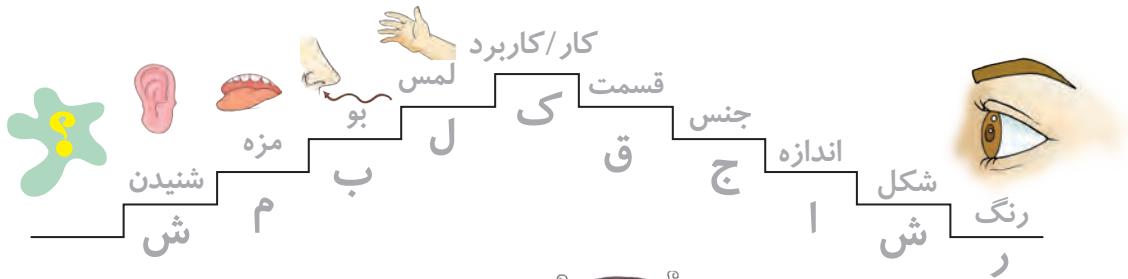 رنگ
ر
شکل
ش
اندازه
ا
جنس
ج
قسمت
ق
کار/کاربرد
ک
لمس
ل
بو
ب
مزه
م
شنیدن
ش
؟